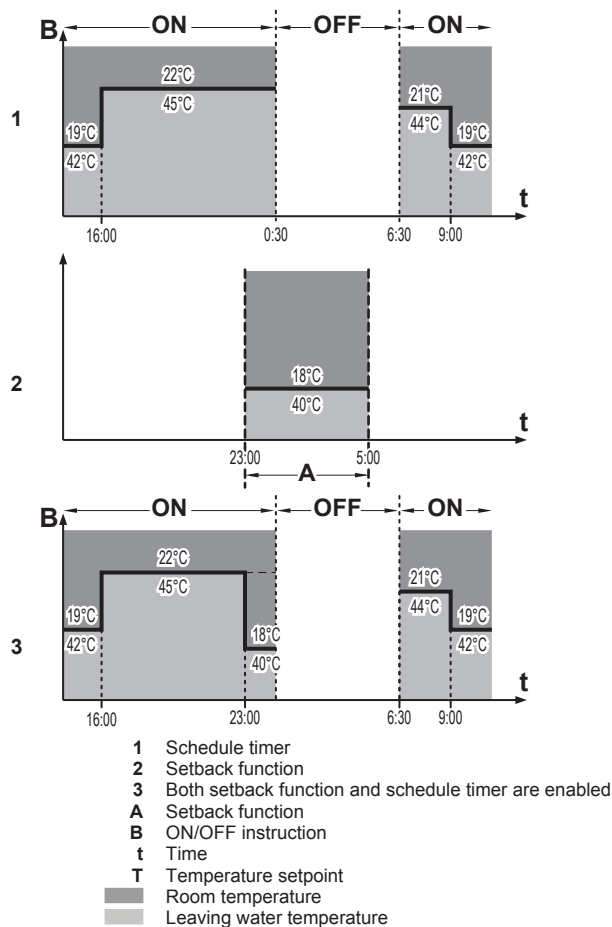 B ON OFF ON
22°C
45°C
21°C
44°C
1
19°C
42°C
19°C
42°C
t
16:00 0:30 6:30 9:00
2
18°C
40°C
t
23:00 5:00
A
B ON OFF ON
22°C
45°C
21°C
44°C
19°C
42°C
18°C
40°C
19°C
42°C
3
t
16:00 23:00 6:30 9:00
1 Schedule timer
2 Setback function
3 Both setback function and schedule timer are enabled
A Setback function
B ON/OFF instruction
t Time
T Temperature setpoint
Room temperature
Leaving water temperature